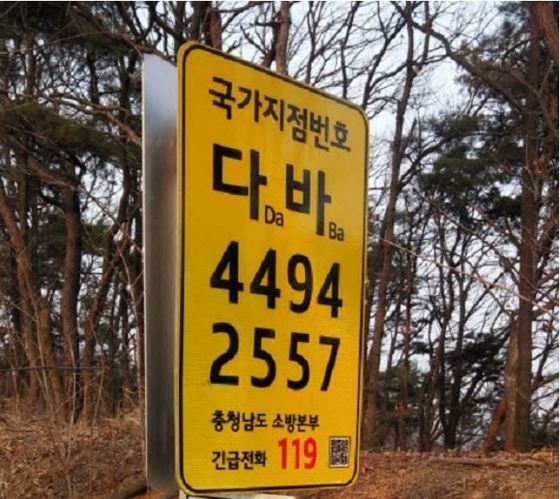 국가지점번호
다Da 바Ba
4494
2557
충청남도 소방본부
긴급전화 119